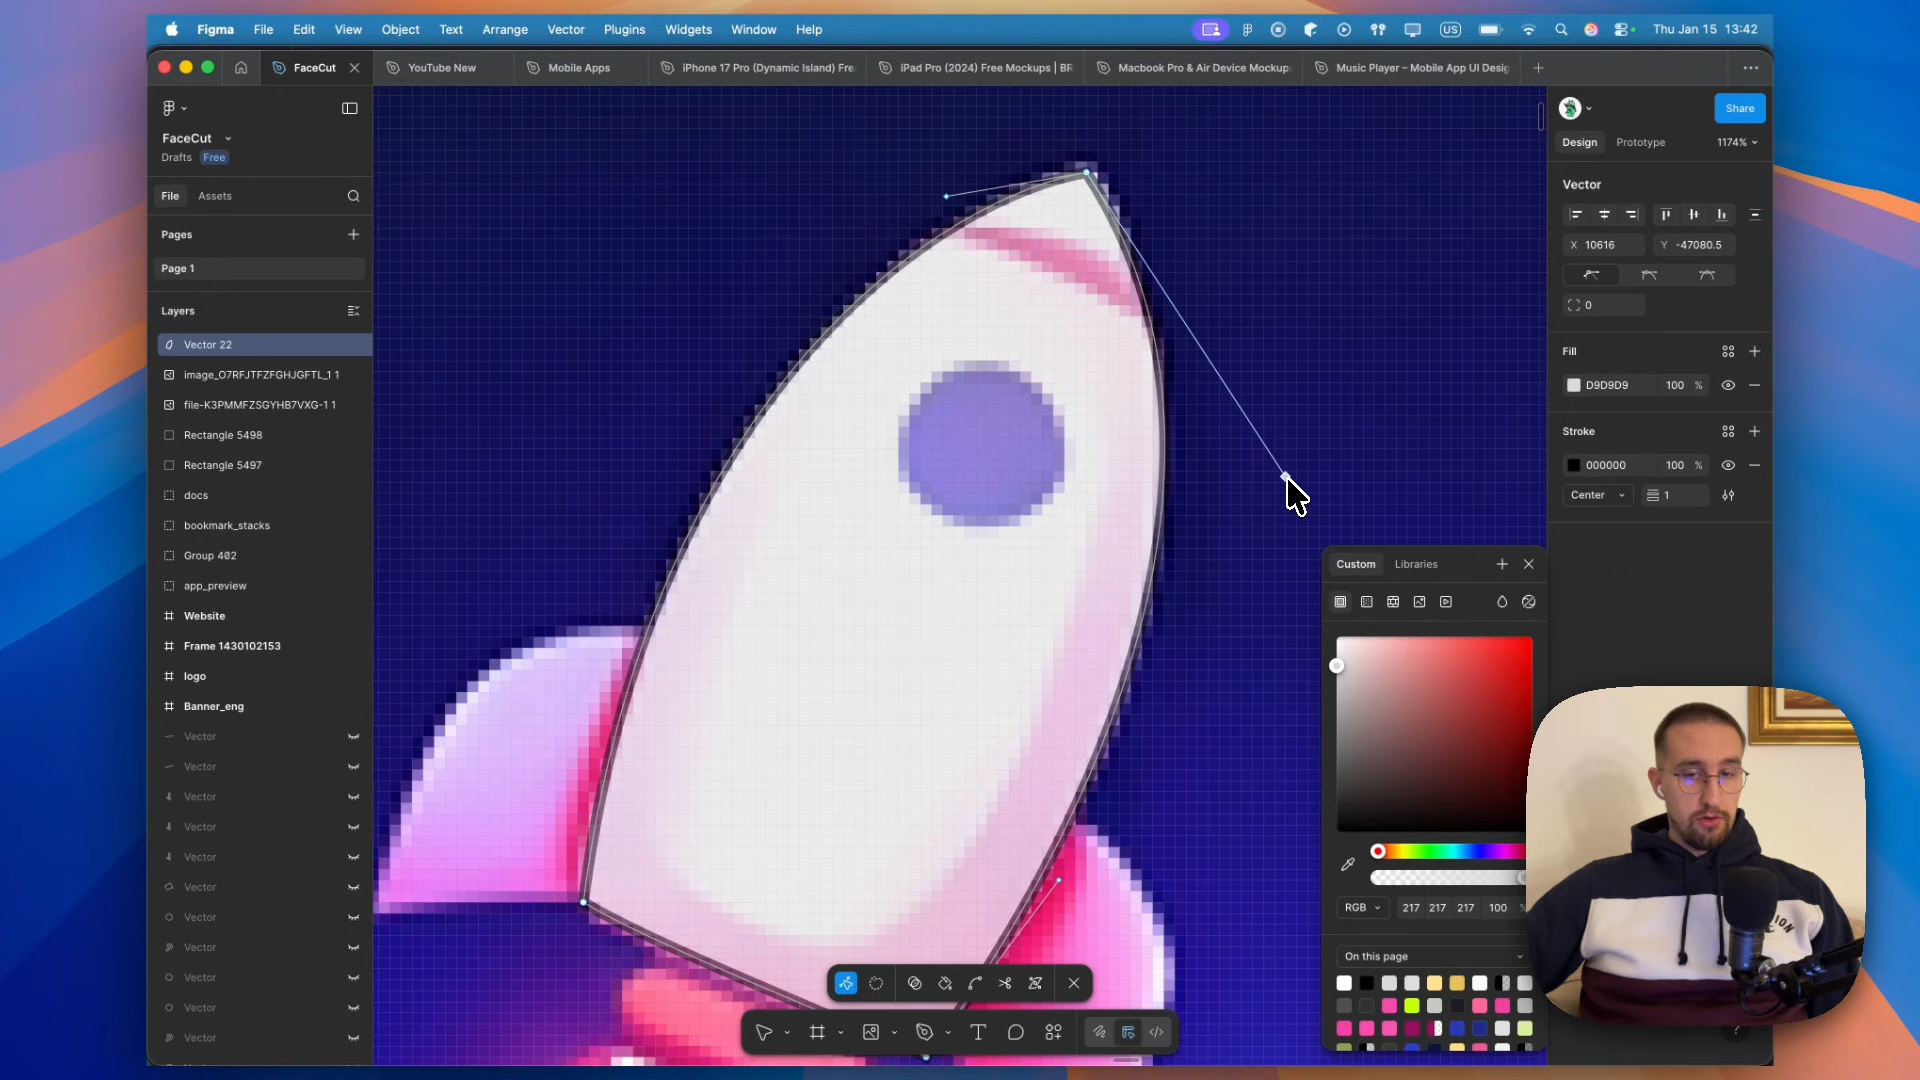 Figma File Edit View Object Text Arrange Vector Plugins Widgets Window Help US Thu Jan 15 13:42
FaceCut YouTube New Mobile Apps iPhone 17 Pro (Dynamic Island) Fre iPad Pro (2024) Free Mockups | BR Macbook Pro & Air Device Mockup Music Player – Mobile App UI Desig
FaceCut
Drafts Free
File Assets
Pages
Page 1
Layers
Vector 22
image_O7RFJTFZFGHJGFTL_1 1
file-K3PMMFZSGYHB7VXG-1 1
Rectangle 5498
Rectangle 5497
docs
bookmark_stacks
Group 402
app_preview
Website
Frame 1430102153
logo
Banner_eng
Vector
Vector
Vector
Vector
Vector
Vector
Vector
Vector
Vector
Vector
Vector
Share
Design Prototype 1174%
Vector
X 10616 Y -47080.5
0
Fill
D9D9D9 100 %
Stroke
000000 100 %
Center 1
Custom Libraries
RGB 217 217 217 100 %
On this page